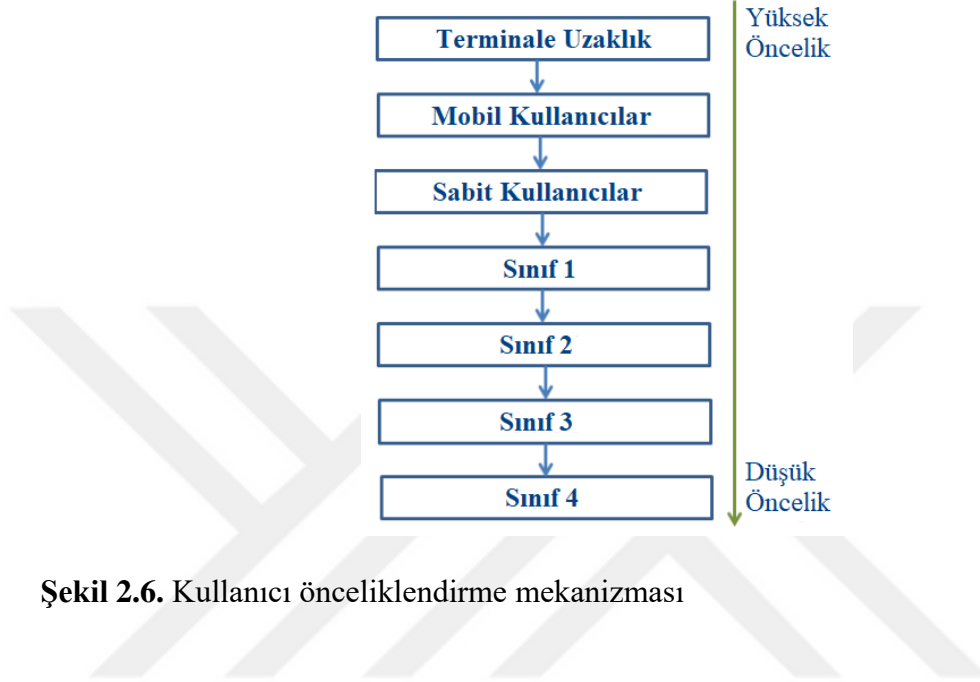 Yüksek
Öncelik
Terminale Uzaklık
Mobil Kullanıcılar
Sabit Kullanıcılar
Sınıf 1
Sınıf 2
Sınıf 3
Sınıf 4
Düşük
Öncelik
Şekil 2.6. Kullanıcı önceliklendirme mekanizması